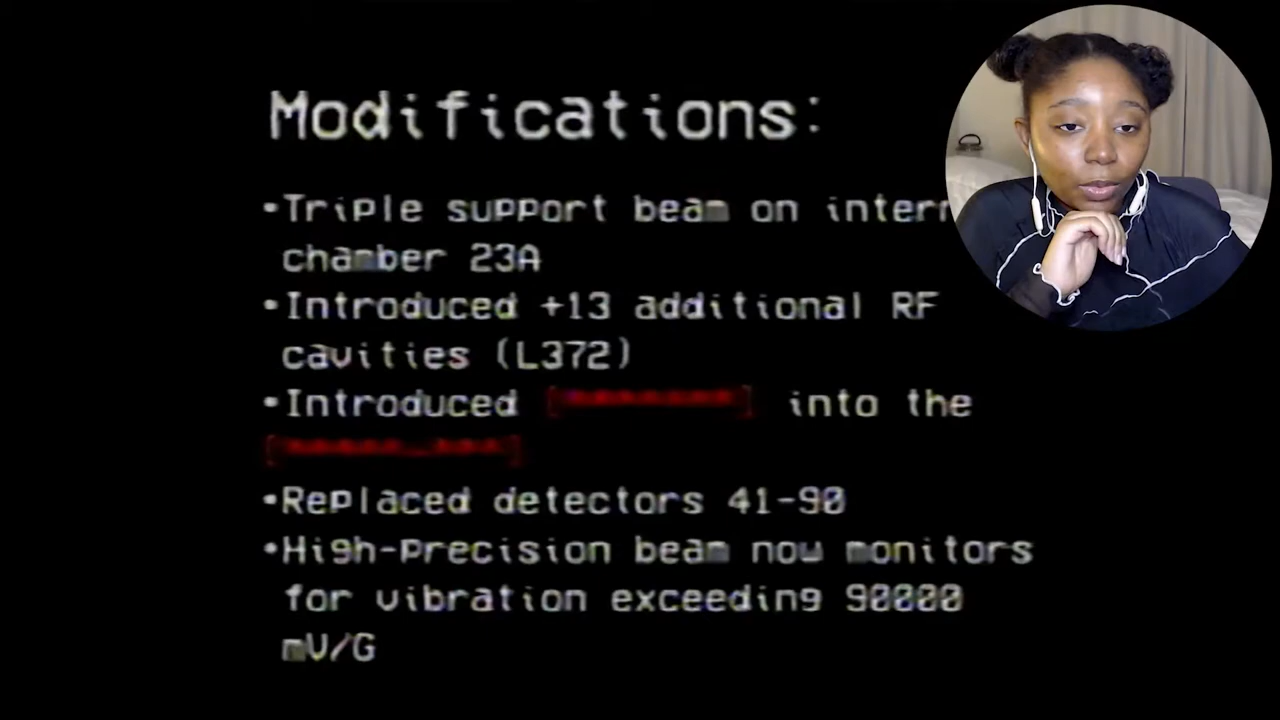 Modifications:
•Triple support beam on
chamber 23A
•Introduced +13 additional RF
cavities (L372)
•Introduced [ ] into the
•Replaced detectors 41-90
•High-Precision beam now monitors
for vibration exceeding 90000
mV/G